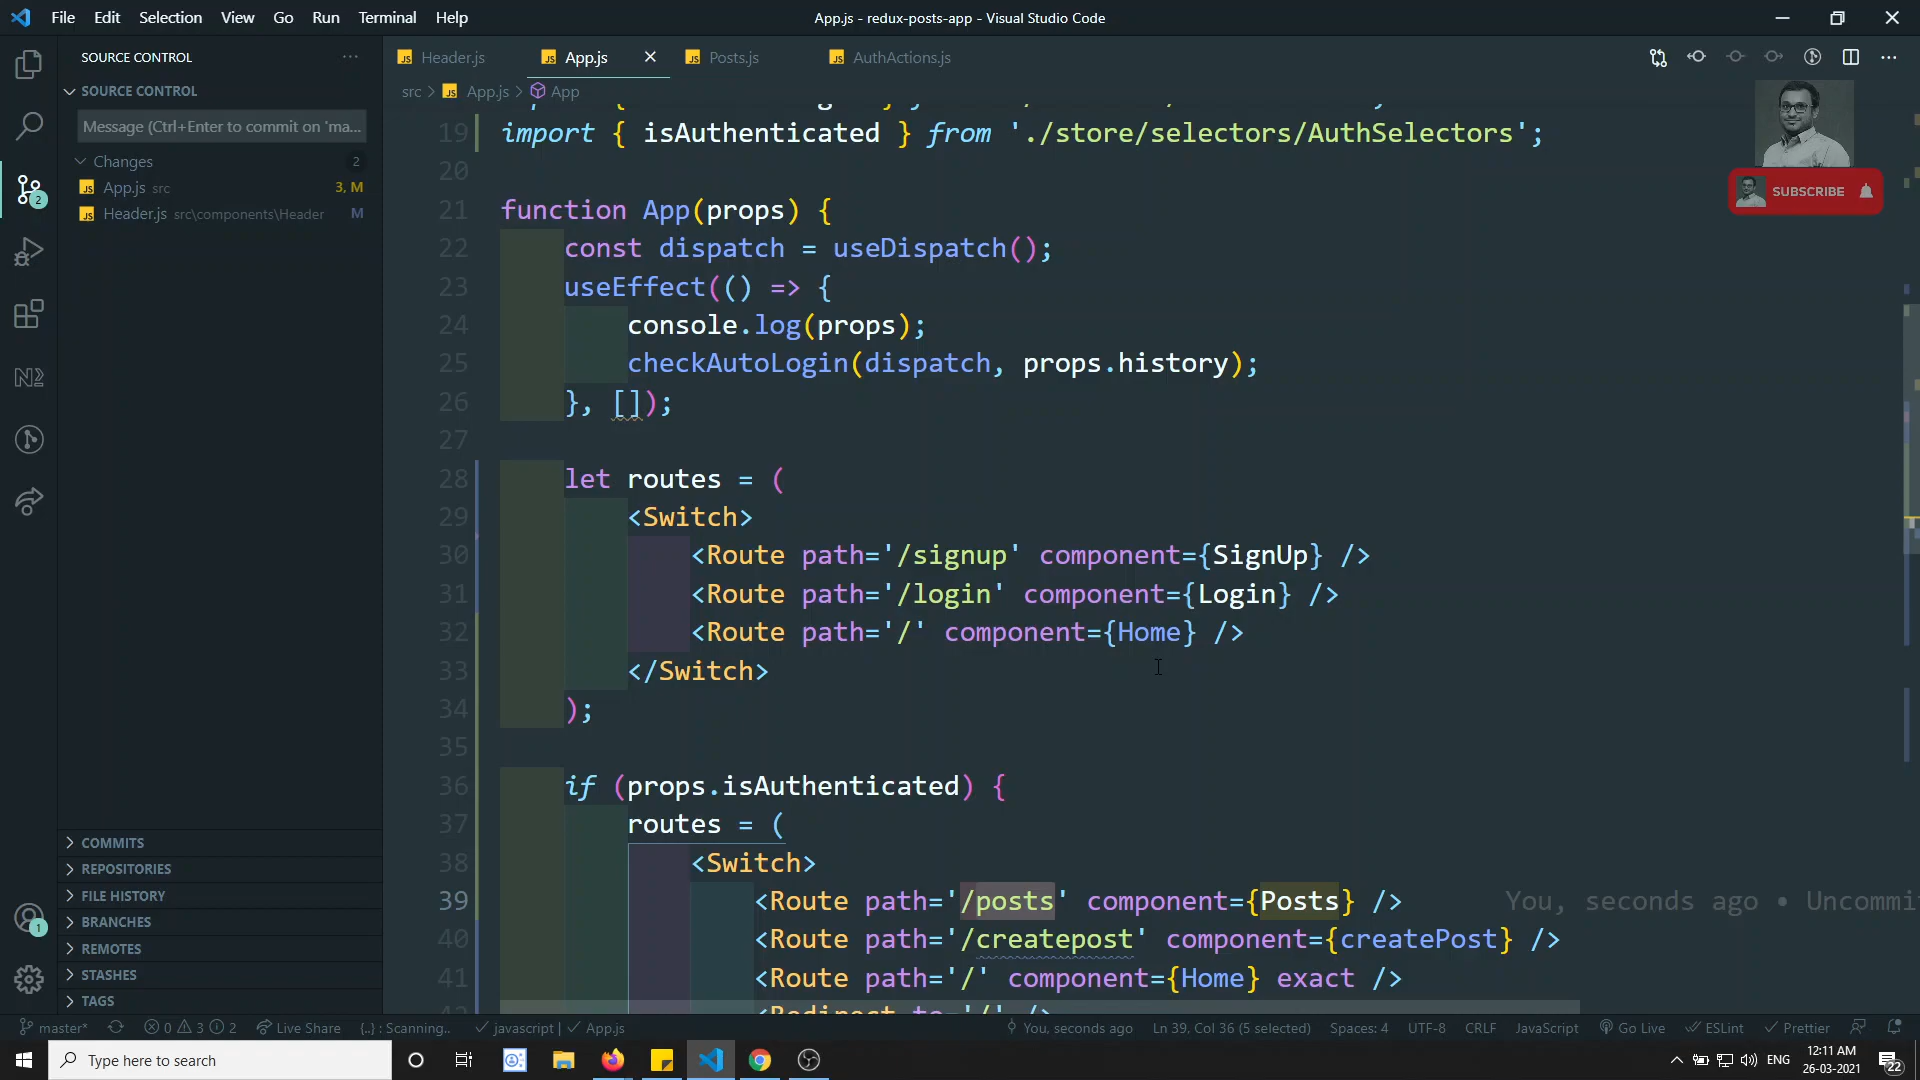 File Edit Selection View Go Run Terminal Help
App.js - redux-posts-app - Visual Studio Code
SOURCE CONTROL
Header.js App.js Posts.js AuthActions.js
SOURCE CONTROL
src > App.js > App
Message (Ctrl+Enter to commit on 'ma...
Changes 2
App.js src 3, M
Header.js src\components\Header M
SUBSCRIBE
19 import { isAuthenticated } from './store/selectors/AuthSelectors';
20
21 function App(props) {
22 const dispatch = useDispatch();
23 useEffect(() => {
24 console.log(props);
25 checkAutoLogin(dispatch, props.history);
26 }, []);
27
28 let routes = (
29 <Switch>
30 <Route path='/signup' component={SignUp} />
31 <Route path='/login' component={Login} />
32 <Route path='/' component={Home} />
33 </Switch>
34 );
35
36 if (props.isAuthenticated) {
37 routes = (
38 <Switch>
39 <Route path='/posts' component={Posts} /> You, seconds ago • Uncommi
40 <Route path='/createpost' component={createPost} />
41 <Route path='/' component={Home} exact />
<Redirect to='/' />
COMMITS
REPOSITORIES
FILE HISTORY
BRANCHES
REMOTES
STASHES
TAGS
2
1
master* 0 3 2 Live Share {..} : Scanning.. javascript | App.js You, seconds ago Ln 39, Col 36 (5 selected) Spaces: 4 UTF-8 CRLF JavaScript Go Live ESLint Prettier
Type here to search
ENG
12:11 AM
26-03-2021
22